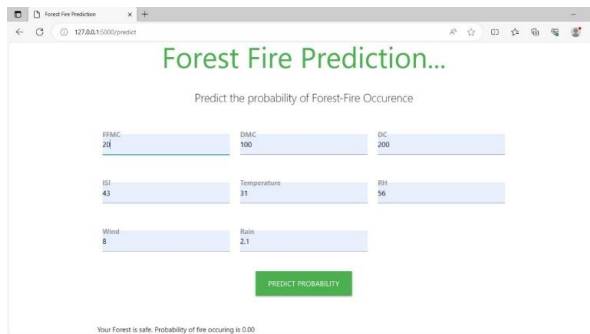 Forest Fire Prediction
127.0.0.1:5000/predict
Forest Fire Prediction...
Predict the probability of Forest-Fire Occurence
FFMC DMC DC
20 100 200
ISI Temperature RH
43 31 56
Wind Rain
8 2.1
PREDICT PROBABILITY
Your Forest is safe. Probability of fire occuring is 0.00